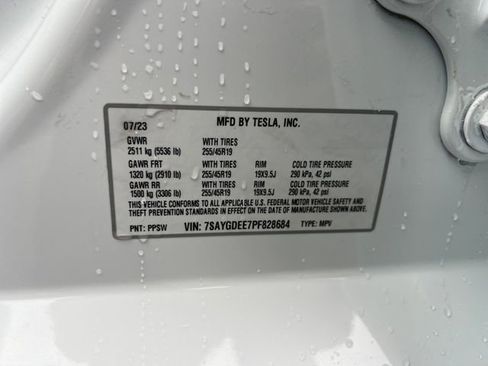 07/23 MFD BY TESLA, INC.
GVWR WITH TIRES
2511 kg (5536 lb) 255/45R19
GAWR FRT WITH TIRES RIM COLD TIRE PRESSURE
1320 kg (2910 lb) 255/45R19 19X9.5J 290 kPa, 42 psi
GAWR RR WITH TIRES RIM COLD TIRE PRESSURE
1500 kg (3306 lb) 255/45R19 19X9.5J 290 kPa, 42 psi
THIS VEHICLE CONFORMS TO ALL APPLICABLE U.S. FEDERAL MOTOR VEHICLE SAFETY AND
THEFT PREVENTION STANDARDS IN EFFECT ON THE DATE OF MANUFACTURE SHOWN ABOVE.
PNT: PPSW VIN: 7SAYGDEE7PF828684 TYPE: MPV